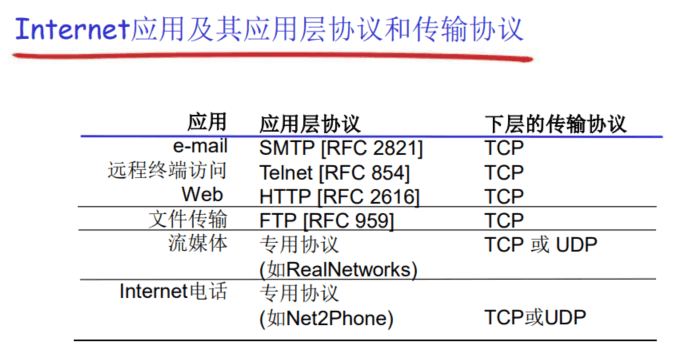 Internet应用及其应用层协议和传输协议
应用 应用层协议 下层的传输协议
e-mail SMTP [RFC 2821] TCP
远程终端访问 Telnet [RFC 854] TCP
Web HTTP [RFC 2616] TCP
文件传输 FTP [RFC 959] TCP
流媒体 专用协议 TCP 或 UDP
(如RealNetworks)
Internet电话 专用协议
(如Net2Phone) TCP或UDP